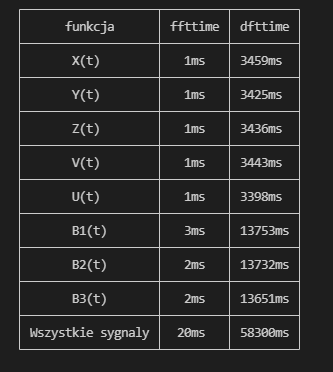 funkcja ffttime dfttime
X(t) 1ms 3459ms
Y(t) 1ms 3425ms
Z(t) 1ms 3436ms
V(t) 1ms 3443ms
U(t) 1ms 3398ms
B1(t) 3ms 13753ms
B2(t) 2ms 13732ms
B3(t) 2ms 13651ms
Wszystkie sygnaly 20ms 58300ms